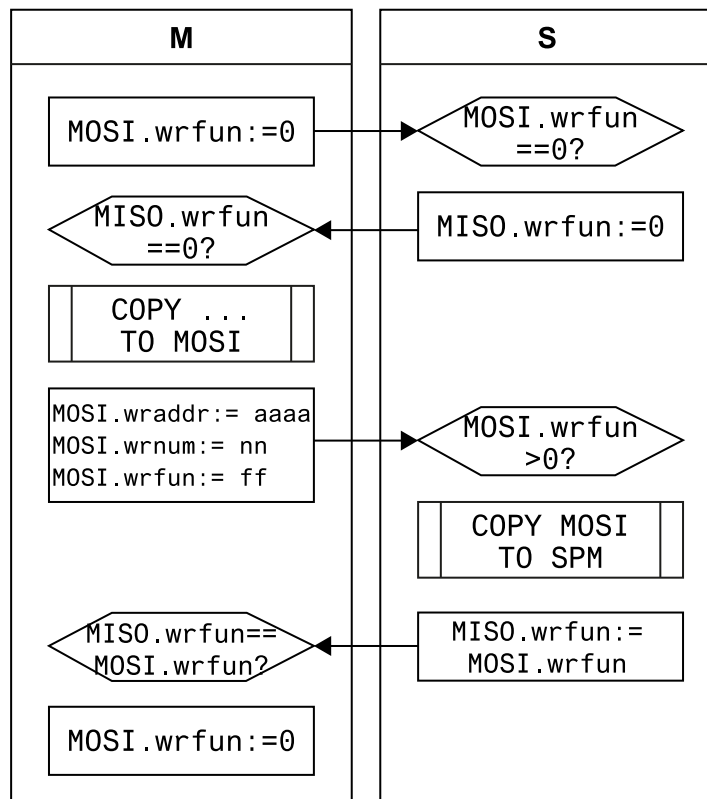 M
S
MOSI.wrfun:=0
MOSI.wrfun
==0?
MISO.wrfun
==0?
MISO.wrfun:=0
COPY ...
TO MOSI
MOSI.wraddr:= aaaa
MOSI.wrnum:= nn
MOSI.wrfun:= ff
MOSI.wrfun
>0?
COPY MOSI
TO SPM
MISO.wrfun==
MOSI.wrfun?
MISO.wrfun:=
MOSI.wrfun
MOSI.wrfun:=0